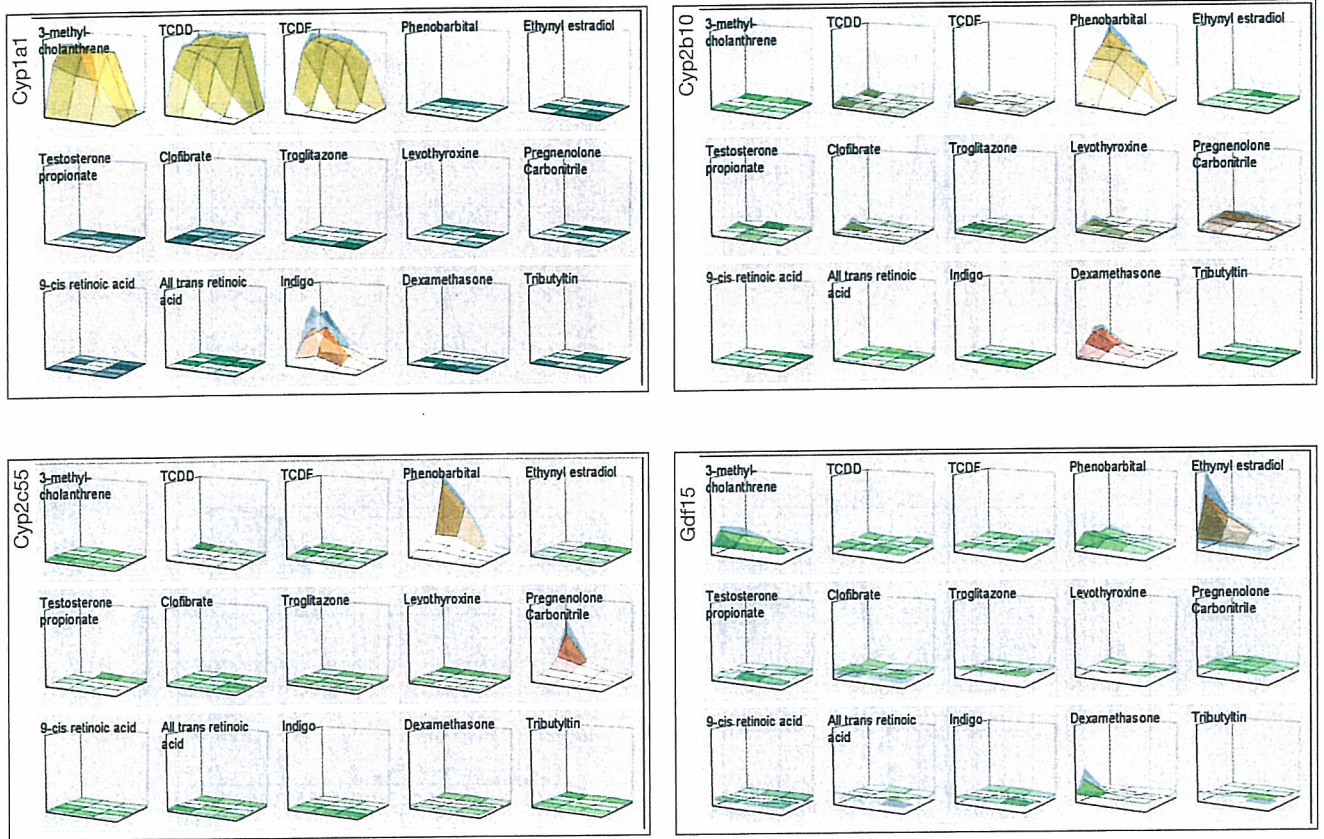 Cyp1a1
3-methyl-
cholanthrene
TCDD
TCDF
Phenobarbital
Ethynyl estradiol
Testosterone
propionate
Clofibrate
Troglitazone
Levothyroxine
Pregnenolone
Carbonitrile
9-cis retinoic acid
All trans retinoic
acid
Indigo
Dexamethasone
Tributyltin
Cyp2b10
3-methyl-
cholanthrene
TCDD
TCDF
Phenobarbital
Ethynyl estradiol
Testosterone
propionate
Clofibrate
Troglitazone
Levothyroxine
Pregnenolone
Carbonitrile
9-cis retinoic acid
All trans retinoic
acid
Indigo
Dexamethasone
Tributyltin
Cyp2c55
3-methyl-
cholanthrene
TCDD
TCDF
Phenobarbital
Ethynyl estradiol
Testosterone
propionate
Clofibrate
Troglitazone
Levothyroxine
Pregnenolone
Carbonitrile
9-cis retinoic acid
All trans retinoic
acid
Indigo
Dexamethasone
Tributyltin
Gdf15
3-methyl-
cholanthrene
TCDD
TCDF
Phenobarbital
Ethynyl estradiol
Testosterone
propionate
Clofibrate
Troglitazone
Levothyroxine
Pregnenolone
Carbonitrile
9-cis retinoic acid
All trans retinoic
acid
Indigo
Dexamethasone
Tributyltin